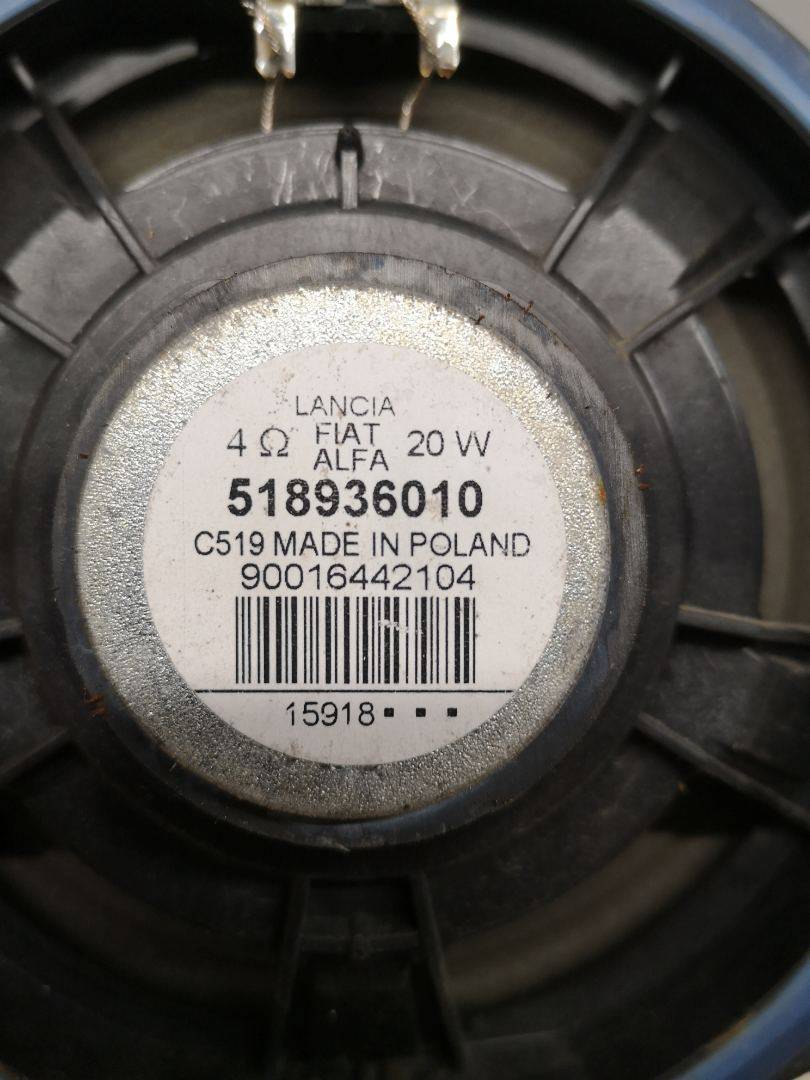 LANCIA
4 Ω FIAT 20 W
ALFA
518936010
C519 MADE IN POLAND
90016442104
15918▪ ▪ ▪